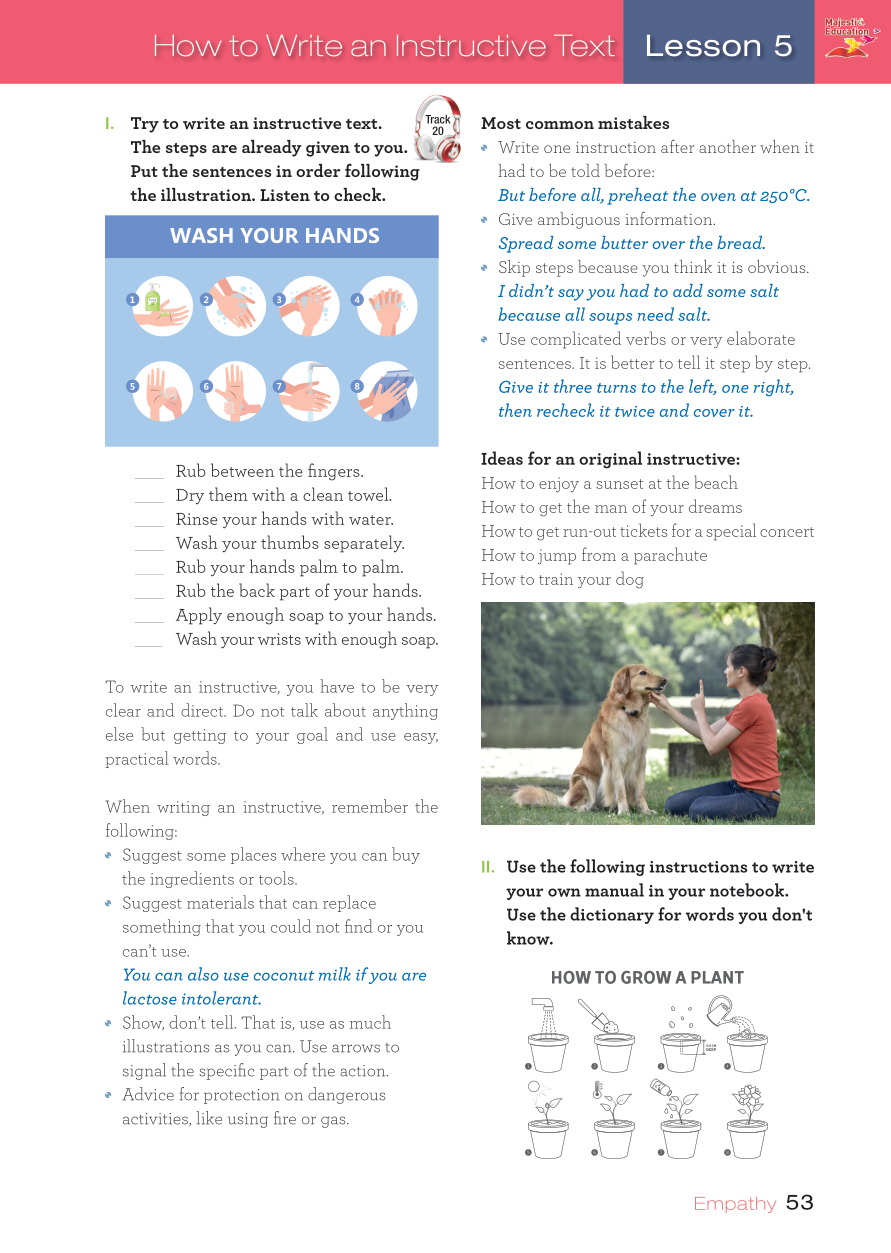 How to Write an Instructive Text
Lesson 5
Majestic
Education
I. Try to write an instructive text.
The steps are already given to you.
Put the sentences in order following
the illustration. Listen to check.
Track
20
WASH YOUR HANDS
1
2
3
4
5
6
7
8
____ Rub between the fingers.
____ Dry them with a clean towel.
____ Rinse your hands with water.
____ Wash your thumbs separately.
____ Rub your hands palm to palm.
____ Rub the back part of your hands.
____ Apply enough soap to your hands.
____ Wash your wrists with enough soap.
To write an instructive, you have to be very
clear and direct. Do not talk about anything
else but getting to your goal and use easy,
practical words.
When writing an instructive, remember the
following:
Suggest some places where you can buy
the ingredients or tools.
Suggest materials that can replace
something that you could not find or you
can't use.
You can also use coconut milk if you are
lactose intolerant.
Show, don't tell. That is, use as much
illustrations as you can. Use arrows to
signal the specific part of the action.
Advice for protection on dangerous
activities, like using fire or gas.
Most common mistakes
Write one instruction after another when it
had to be told before:
But before all, preheat the oven at 250°C.
Give ambiguous information.
Spread some butter over the bread.
Skip steps because you think it is obvious.
I didn't say you had to add some salt
because all soups need salt.
Use complicated verbs or very elaborate
sentences. It is better to tell it step by step.
Give it three turns to the left, one right,
then recheck it twice and cover it.
Ideas for an original instructive:
How to enjoy a sunset at the beach
How to get the man of your dreams
How to get run-out tickets for a special concert
How to jump from a parachute
How to train your dog
II. Use the following instructions to write
your own manual in your notebook.
Use the dictionary for words you don't
know.
HOW TO GROW A PLANT
1
2
3
DEEP
4
5
6
7
8
Empathy 53